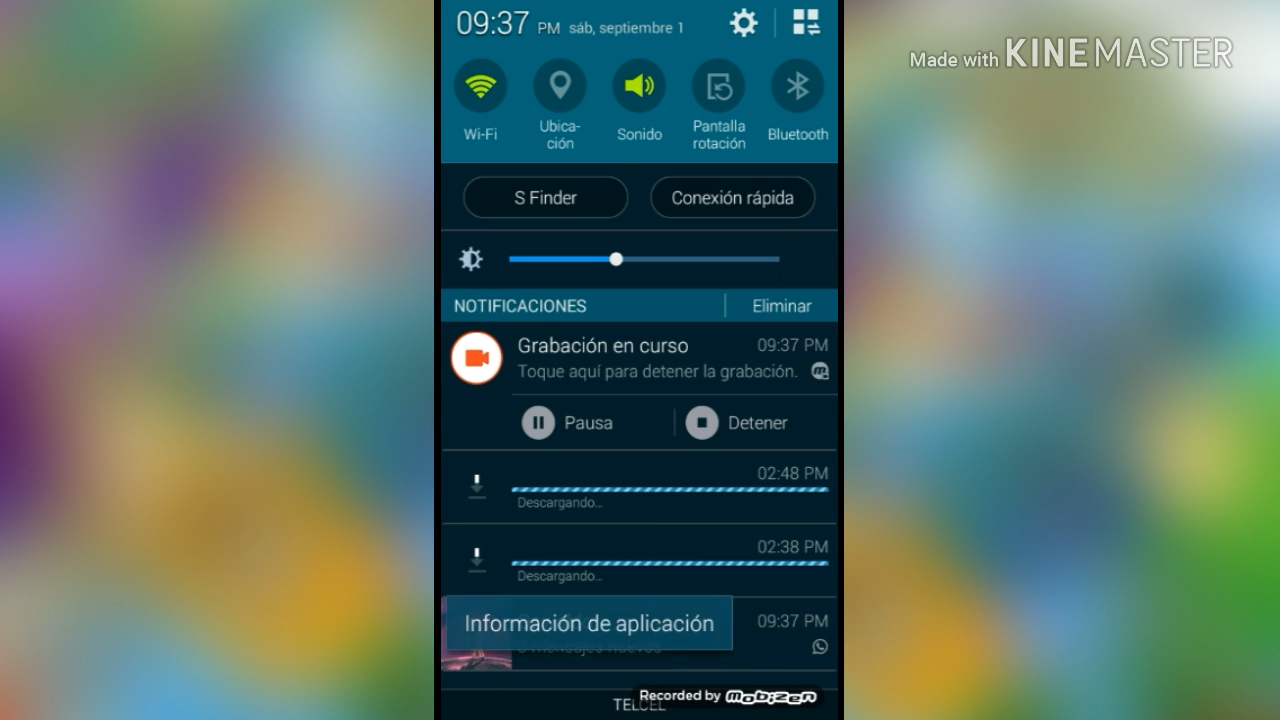 09:37 PM sáb, septiembre 1
Made with KINEMASTER
Wi-Fi
Ubica-
ción
Sonido
Pantalla
rotación
Bluetooth
S Finder
Conexión rápida
NOTIFICACIONES
Eliminar
Grabación en curso 09:37 PM
Toque aquí para detener la grabación.
Pausa
Detener
02:48 PM
Descargando...
02:38 PM
Descargando...
Información de aplicación
09:37 PM
TELCEL
Recorded by mobizen